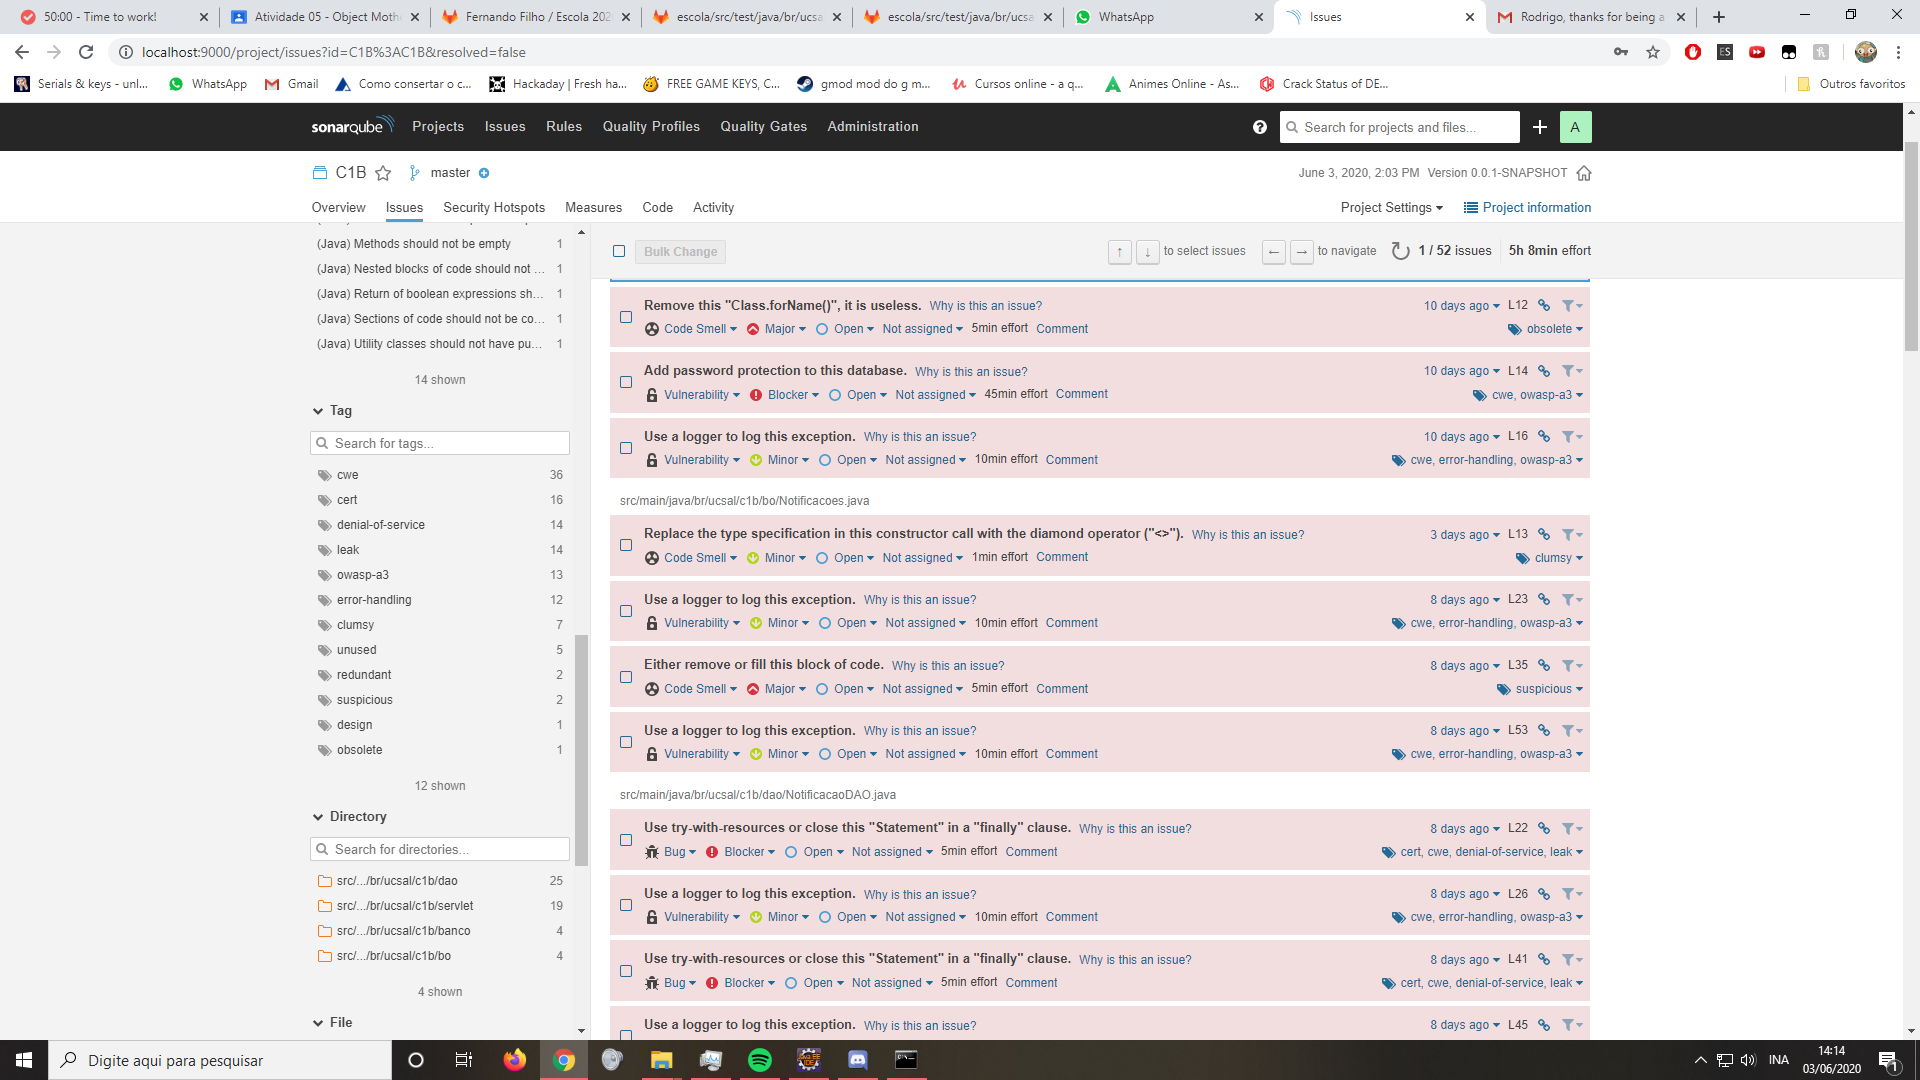 50:00 - Time to work!
Atividade 05 - Object Moth
Fernando Filho / Escola 202
escola/src/test/java/br/ucsa
escola/src/test/java/br/ucsa
WhatsApp
Issues
Rodrigo, thanks for being a
localhost:9000/project/issues?id=C1B%3AC1B&resolved=false
Serials & keys - unl...
WhatsApp
Gmail
Como consertar o c...
Hackaday | Fresh ha...
FREE GAME KEYS, C...
gmod mod do g m...
Cursos online - a q...
Animes Online - As...
Crack Status of DE...
Outros favoritos
sonarqube
Projects
Issues
Rules
Quality Profiles
Quality Gates
Administration
Search for projects and files...
A
C1B
master
June 3, 2020, 2:03 PM Version 0.0.1-SNAPSHOT
Overview
Issues
Security Hotspots
Measures
Code
Activity
Project Settings
Project information
(Java) Methods should not be empty 1
(Java) Nested blocks of code should not ... 1
(Java) Return of boolean expressions sh... 1
(Java) Sections of code should not be co... 1
(Java) Utility classes should not have pu... 1
14 shown
Tag
Search for tags...
cwe 36
cert 16
denial-of-service 14
leak 14
owasp-a3 13
error-handling 12
clumsy 7
unused 5
redundant 2
suspicious 2
design 1
obsolete 1
12 shown
Directory
Search for directories...
src/.../br/ucsal/c1b/dao 25
src/.../br/ucsal/c1b/servlet 19
src/.../br/ucsal/c1b/banco 4
src/.../br/ucsal/c1b/bo 4
4 shown
File
Bulk Change
↑ ↓ to select issues ← → to navigate 1 / 52 issues 5h 8min effort
Remove this "Class.forName()", it is useless. Why is this an issue? 10 days ago L12
Code Smell Major Open Not assigned 5min effort Comment obsolete
Add password protection to this database. Why is this an issue? 10 days ago L14
Vulnerability Blocker Open Not assigned 45min effort Comment cwe, owasp-a3
Use a logger to log this exception. Why is this an issue? 10 days ago L16
Vulnerability Minor Open Not assigned 10min effort Comment cwe, error-handling, owasp-a3
src/main/java/br/ucsal/c1b/bo/Notificacoes.java
Replace the type specification in this constructor call with the diamond operator ("<>"). Why is this an issue? 3 days ago L13
Code Smell Minor Open Not assigned 1min effort Comment clumsy
Use a logger to log this exception. Why is this an issue? 8 days ago L23
Vulnerability Minor Open Not assigned 10min effort Comment cwe, error-handling, owasp-a3
Either remove or fill this block of code. Why is this an issue? 8 days ago L35
Code Smell Major Open Not assigned 5min effort Comment suspicious
Use a logger to log this exception. Why is this an issue? 8 days ago L53
Vulnerability Minor Open Not assigned 10min effort Comment cwe, error-handling, owasp-a3
src/main/java/br/ucsal/c1b/dao/NotificacaoDAO.java
Use try-with-resources or close this "Statement" in a "finally" clause. Why is this an issue? 8 days ago L22
Bug Blocker Open Not assigned 5min effort Comment cert, cwe, denial-of-service, leak
Use a logger to log this exception. Why is this an issue? 8 days ago L26
Vulnerability Minor Open Not assigned 10min effort Comment cwe, error-handling, owasp-a3
Use try-with-resources or close this "Statement" in a "finally" clause. Why is this an issue? 8 days ago L41
Bug Blocker Open Not assigned 5min effort Comment cert, cwe, denial-of-service, leak
Use a logger to log this exception. Why is this an issue? 8 days ago L45
Digite aqui para pesquisar
INA
14:14
03/06/2020
1